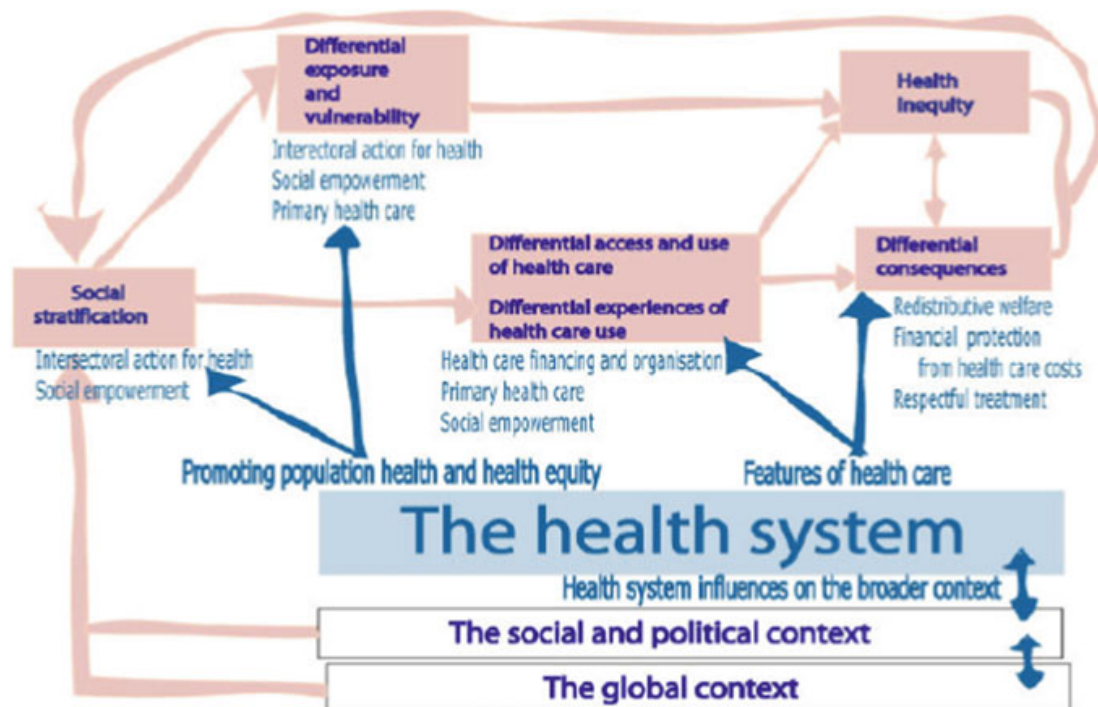 Differential
exposure
and
vulnerability
Interectoral action for health
Social empowerment
Primary health care
Health
inequity
Social
stratification
Intersectoral action for health
Social empowerment
Differential access and use
of health care
Differential experiences of
health care use
Health care financing and organisation
Primary health care
Social empowerment
Differential
consequences
Redistributive welfare
Financial protection
from health care costs
Respectful treatment
Promoting population health and health equity
Features of health care
The health system
Health system influences on the broader context
The social and political context
The global context